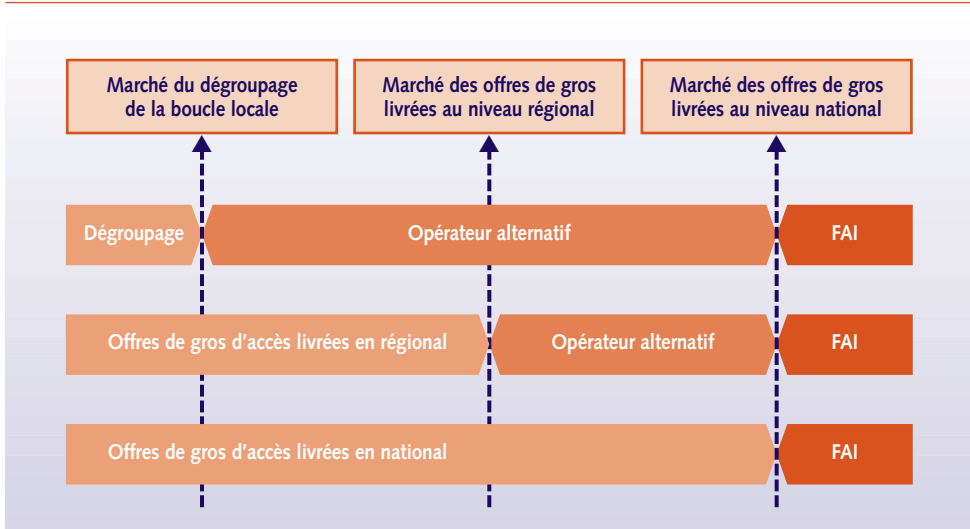 Marché du dégroupage
de la boucle locale
Marché des offres de gros
livrées au niveau régional
Marché des offres de gros
livrées au niveau national
Dégroupage
Opérateur alternatif
FAI
Offres de gros d'accès livrées en régional
Opérateur alternatif
FAI
Offres de gros d'accès livrées en national
FAI